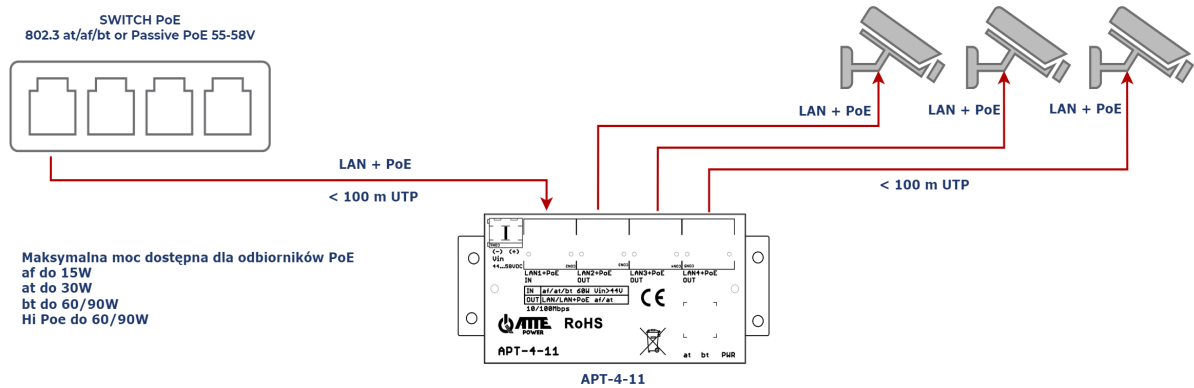 SWITCH PoE
802.3 at/af/bt or Passive PoE 55-58V
LAN + PoE
< 100 m UTP
LAN + PoE
LAN + PoE
LAN + PoE
< 100 m UTP
Maksymalna moc dostępna dla odbiorników PoE
af do 15W
at do 30W
bt do 60/90W
Hi Poe do 60/90W
(-) (+)
Vin
44...58VDC
LAN1+PoE IN
LAN2+PoE OUT
LAN3+PoE OUT
LAN4+PoE OUT
IN af/at/bt 60W Vin>44V
OUT LAN/LAN+PoE af/at
10/100Mbps
ATTE
POWER
RoHS
CE
APT-4-11
at bt PWR
APT-4-11